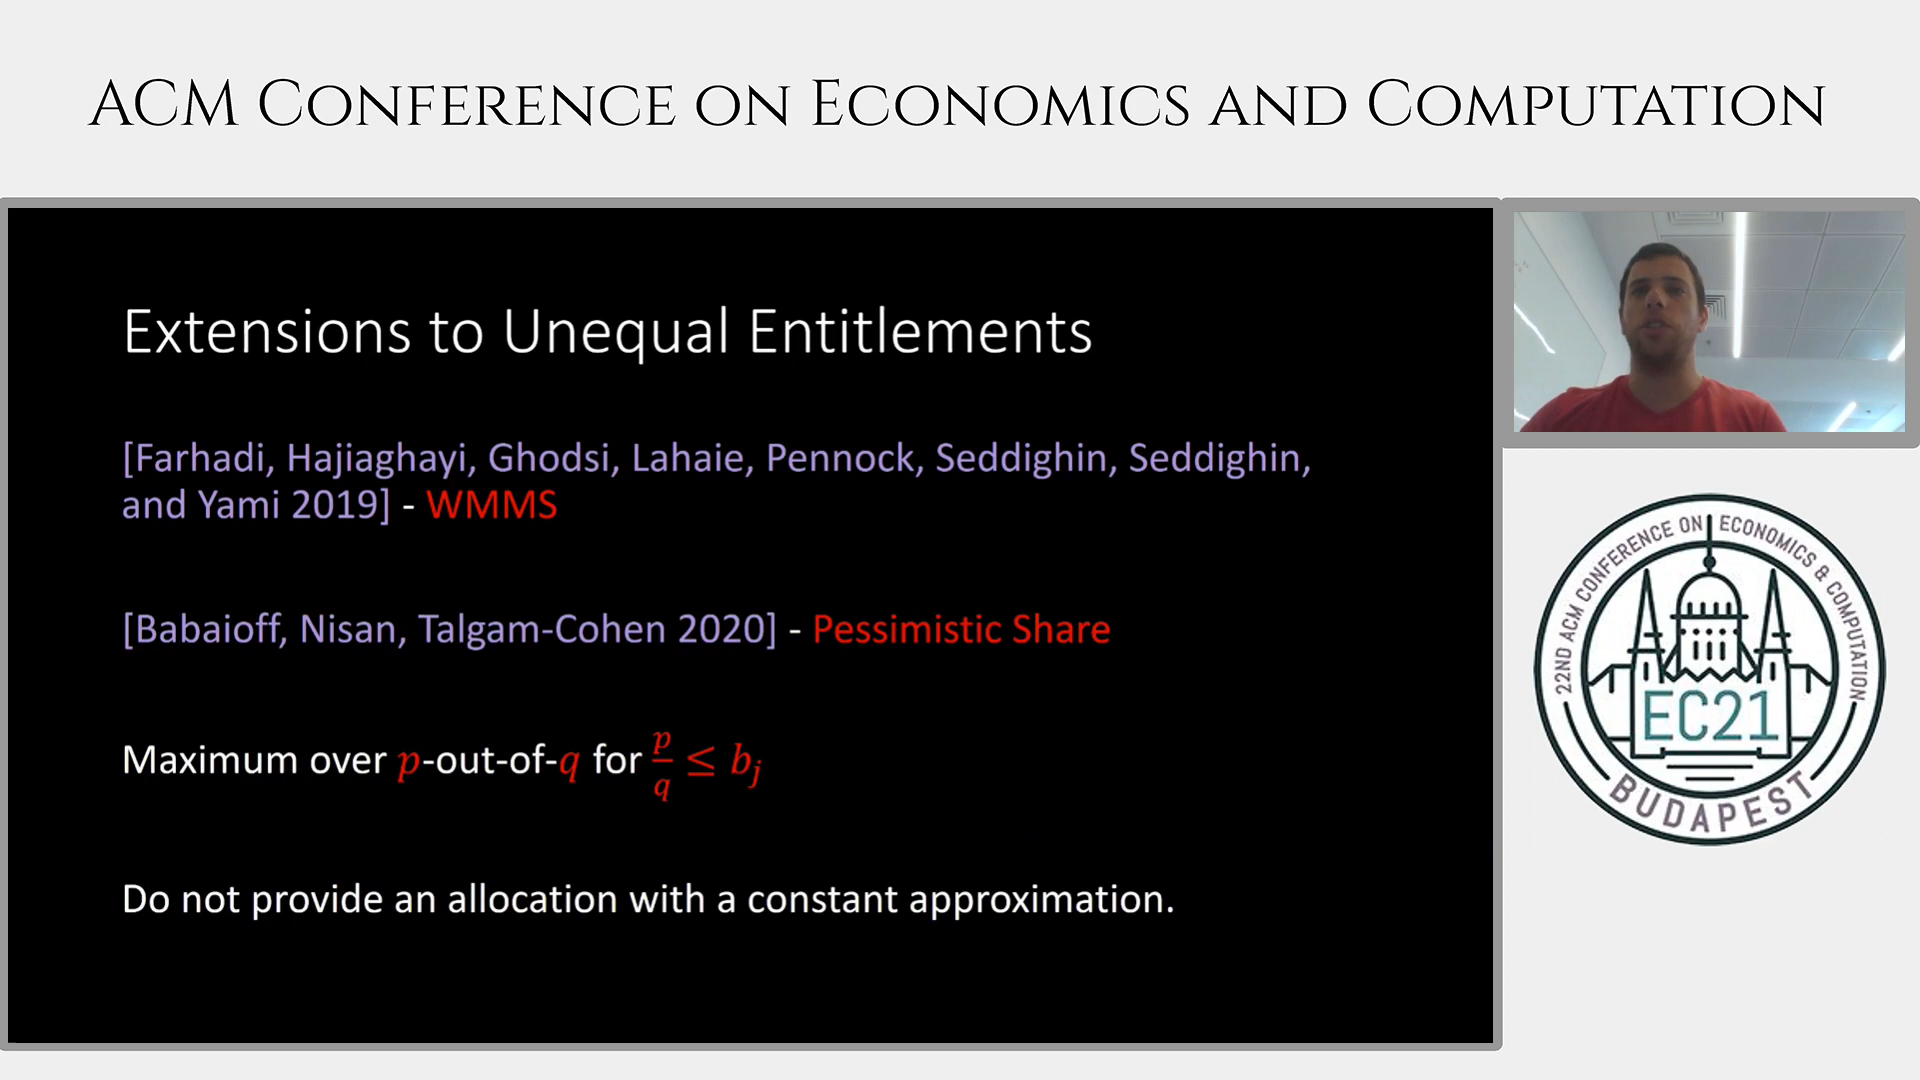 ACM Conference on Economics and Computation
Extensions to Unequal Entitlements
[Farhadi, Hajiaghayi, Ghodsi, Lahaie, Pennock, Seddighin, Seddighin,
and Yami 2019] - WMMS
[Babaioff, Nisan, Talgam-Cohen 2020] - Pessimistic Share
Maximum over p-out-of-q for p/q ≤ b_j
Do not provide an allocation with a constant approximation.
22ND ACM CONFERENCE ON ECONOMICS & COMPUTATION
EC21
BUDAPEST